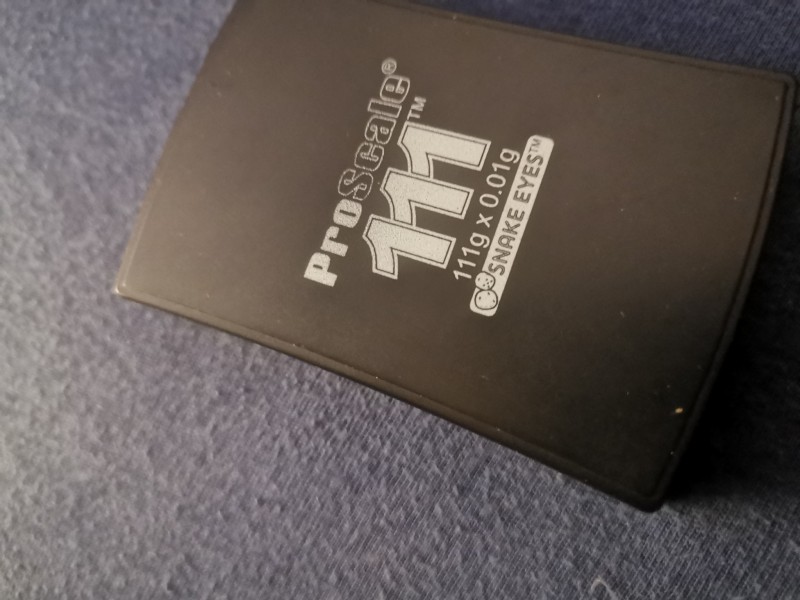 ProScale®
111™
111g x 0.01g
SNAKE EYES™